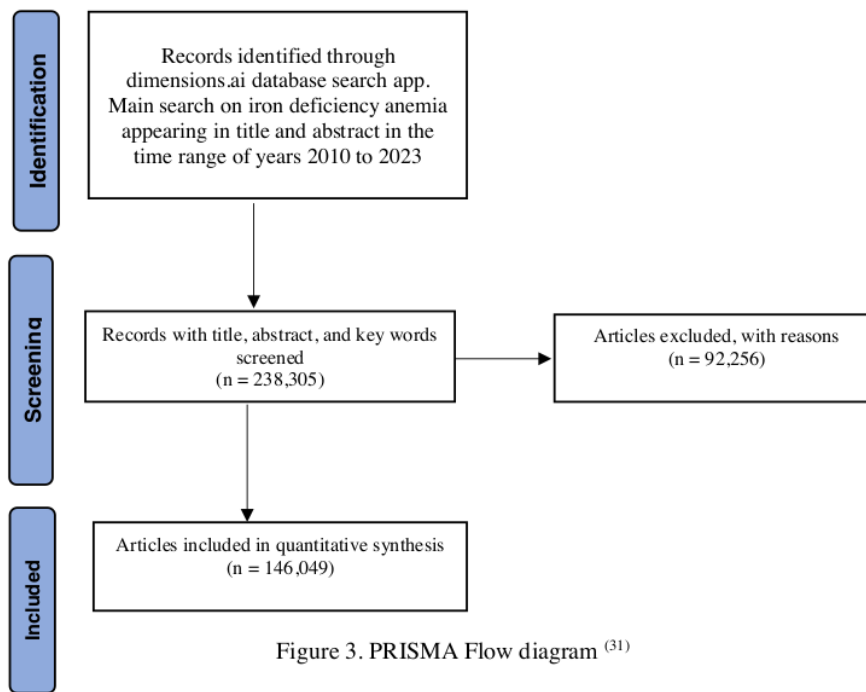 Identification
Records identified through
dimensions.ai database search app.
Main search on iron deficiency anemia
appearing in title and abstract in the
time range of years 2010 to 2023
Screening
Records with title, abstract, and key words
screened
(n = 238,305)
Articles excluded, with reasons
(n = 92,256)
Included
Articles included in quantitative synthesis
(n = 146,049)
Figure 3. PRISMA Flow diagram (31)